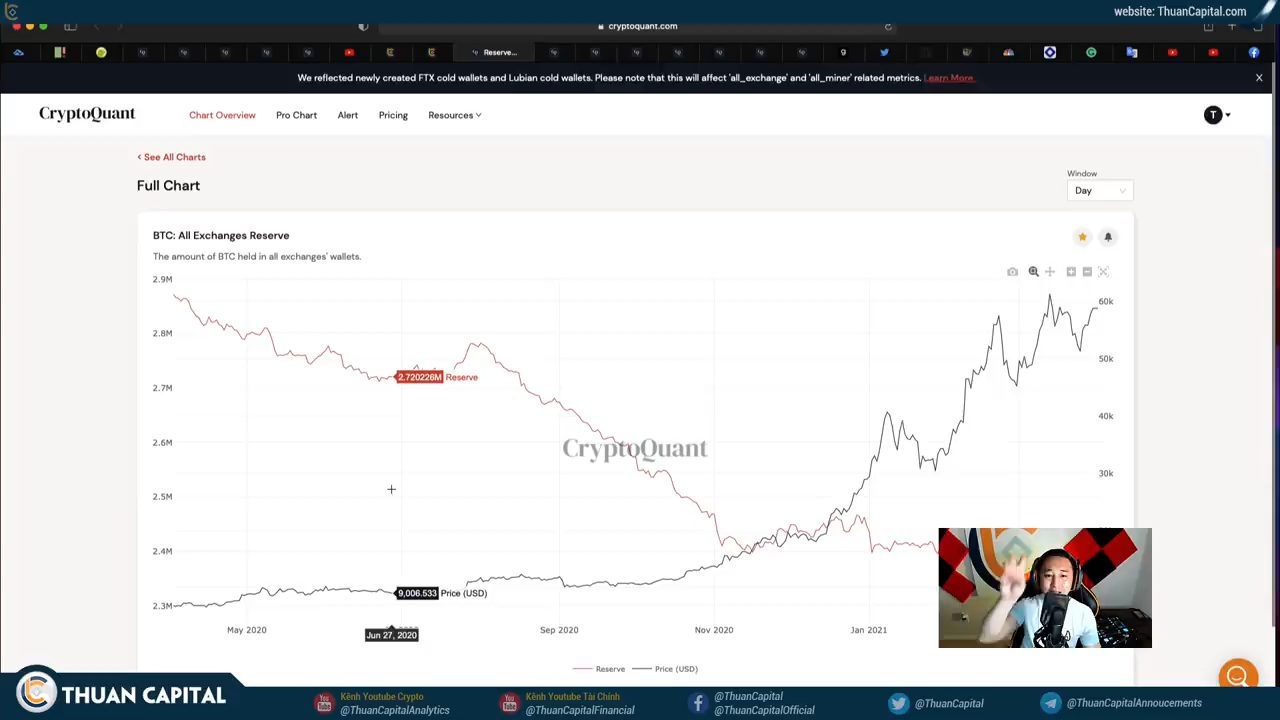 website: ThuanCapital.com
cryptoquant.com
Reserve...
We reflected newly created FTX cold wallets and Lubian cold wallets. Please note that this will affect 'all_exchange' and 'all_miner' related metrics. Learn More.
CryptoQuant
Chart Overview
Pro Chart
Alert
Pricing
Resources
T
< See All Charts
Full Chart
Window
Day
BTC: All Exchanges Reserve
The amount of BTC held in all exchanges' wallets.
2.9M
60k
2.8M
50k
2.720226M Reserve
2.7M
40k
2.6M
CryptoQuant
30k
2.5M
2.4M
9,006.533 Price (USD)
2.3M
May 2020
Jun 27, 2020
Sep 2020
Nov 2020
Jan 2021
Reserve
Price (USD)
THUAN CAPITAL
Kênh Youtube Crypto
@ThuanCapitalAnalytics
Kênh Youtube Tài Chính
@ThuanCapitalFinancial
@ThuanCapital
@ThuanCapitalOfficial
@ThuanCapital
@ThuanCapitalAnnoucements